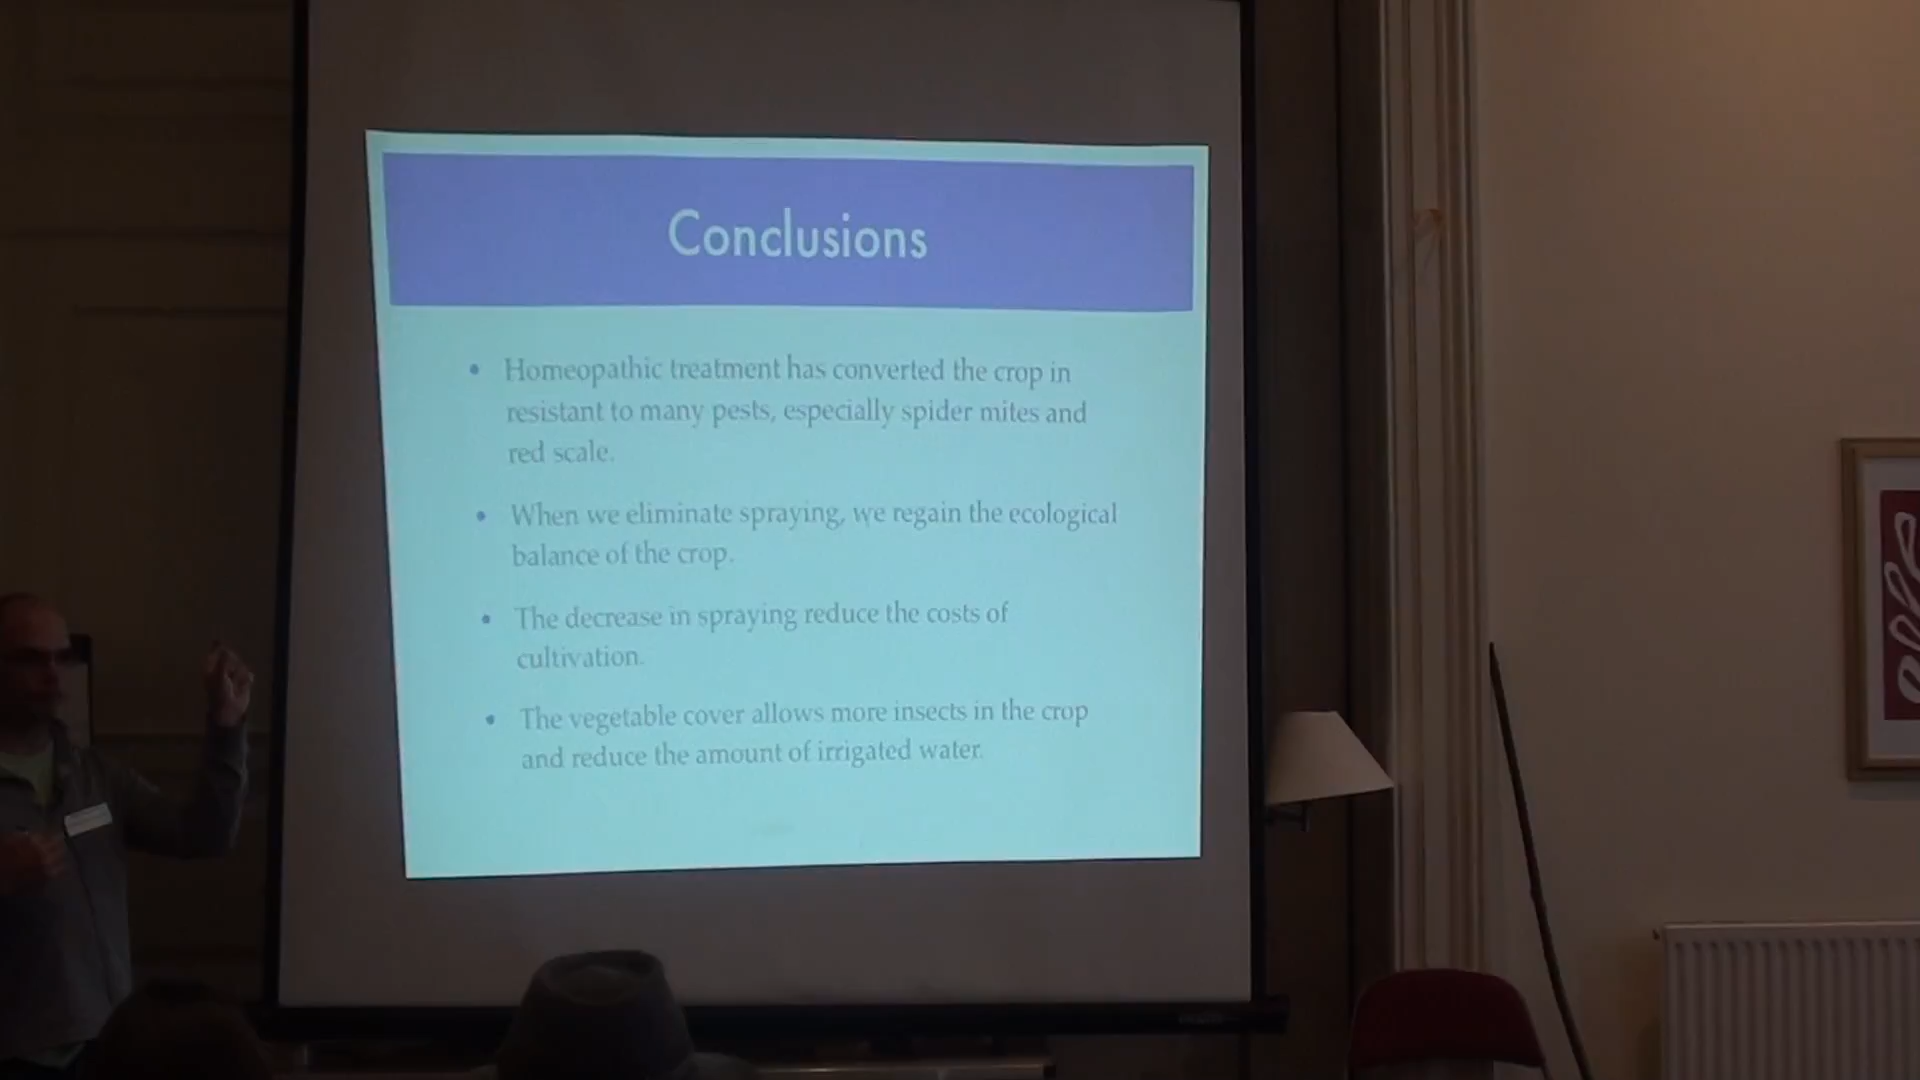 Conclusions
• Homeopathic treatment has converted the crop in
resistant to many pests, especially spider mites and
red scale.
• When we eliminate spraying, we regain the ecological
balance of the crop.
• The decrease in spraying reduce the costs of
cultivation.
• The vegetable cover allows more insects in the crop
and reduce the amount of irrigated water.